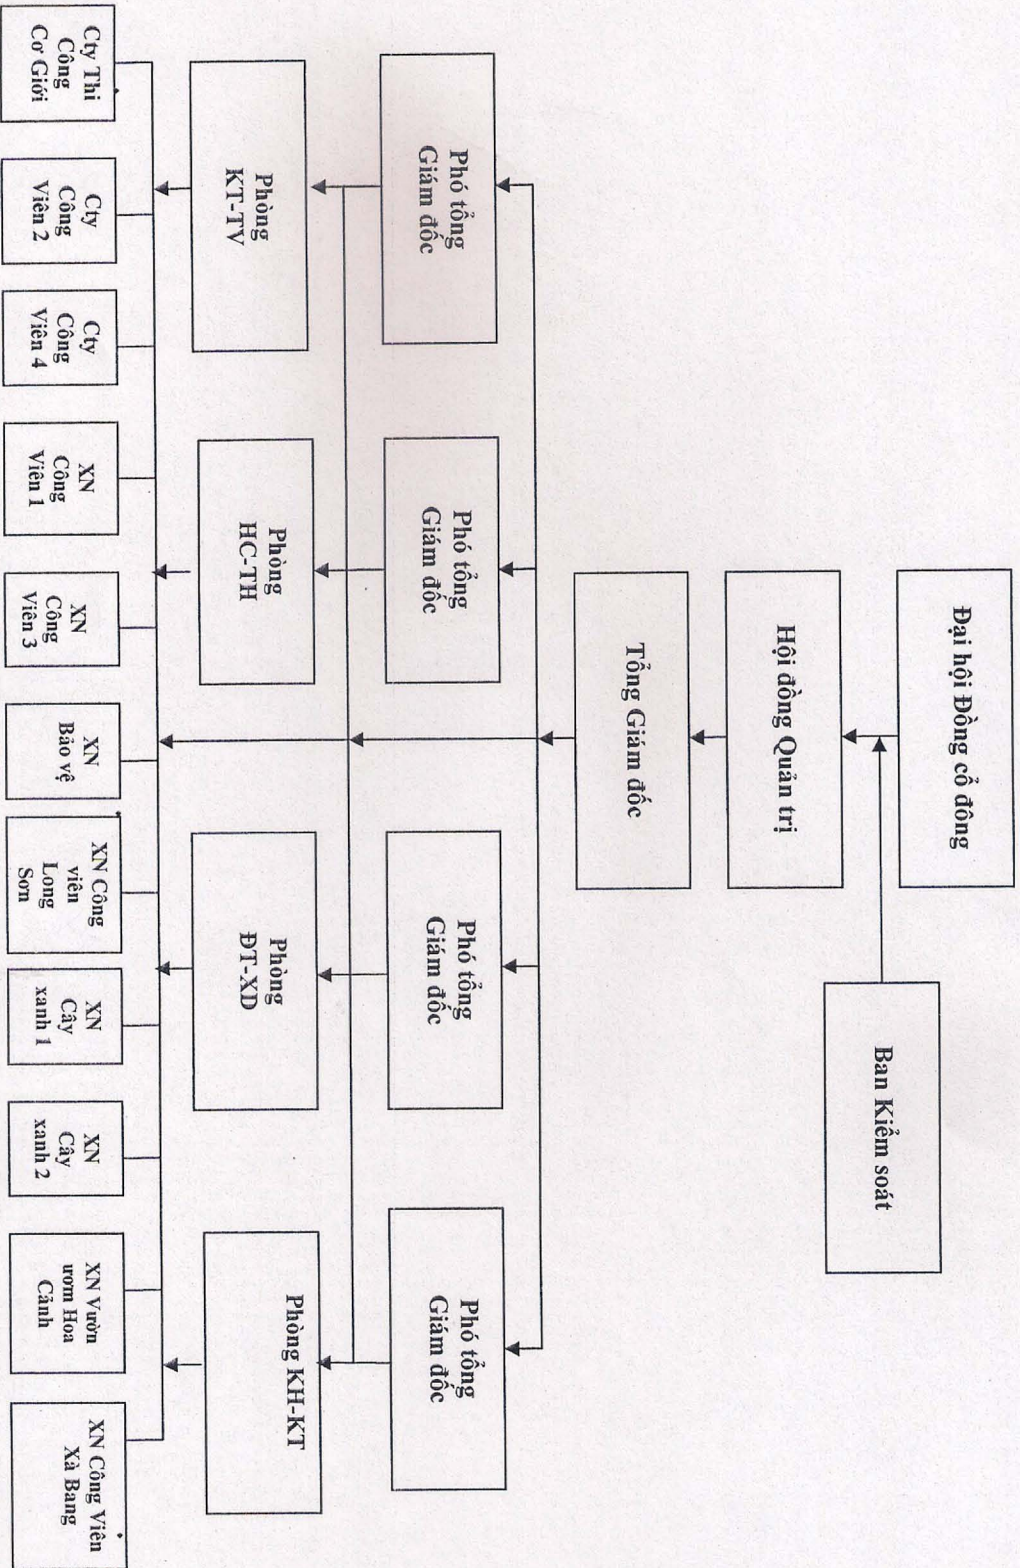 Đại hội Đồng cổ đông
Ban Kiểm soát
Hội đồng Quản trị
Tổng Giám đốc
Phó tổng
Giám đốc
Phó tổng
Giám đốc
Phó tổng
Giám đốc
Phó tổng
Giám đốc
Phòng
KT-TV
Phòng
HC-TH
Phòng
ĐT-XD
Phòng KH-KT
Cty Thi
Công
Cơ Giới
Cty
Công
Viên 2
Cty
Công
Viên 4
XN
Công
Viên 1
XN
Công
Viên 3
XN
Bảo vệ
XN Công
viên
Long
Sơn
XN
Cây
xanh 1
XN
Cây
xanh 2
XN Vườn
ươm Hoa
Cảnh
XN Công Viên
Xà Bang